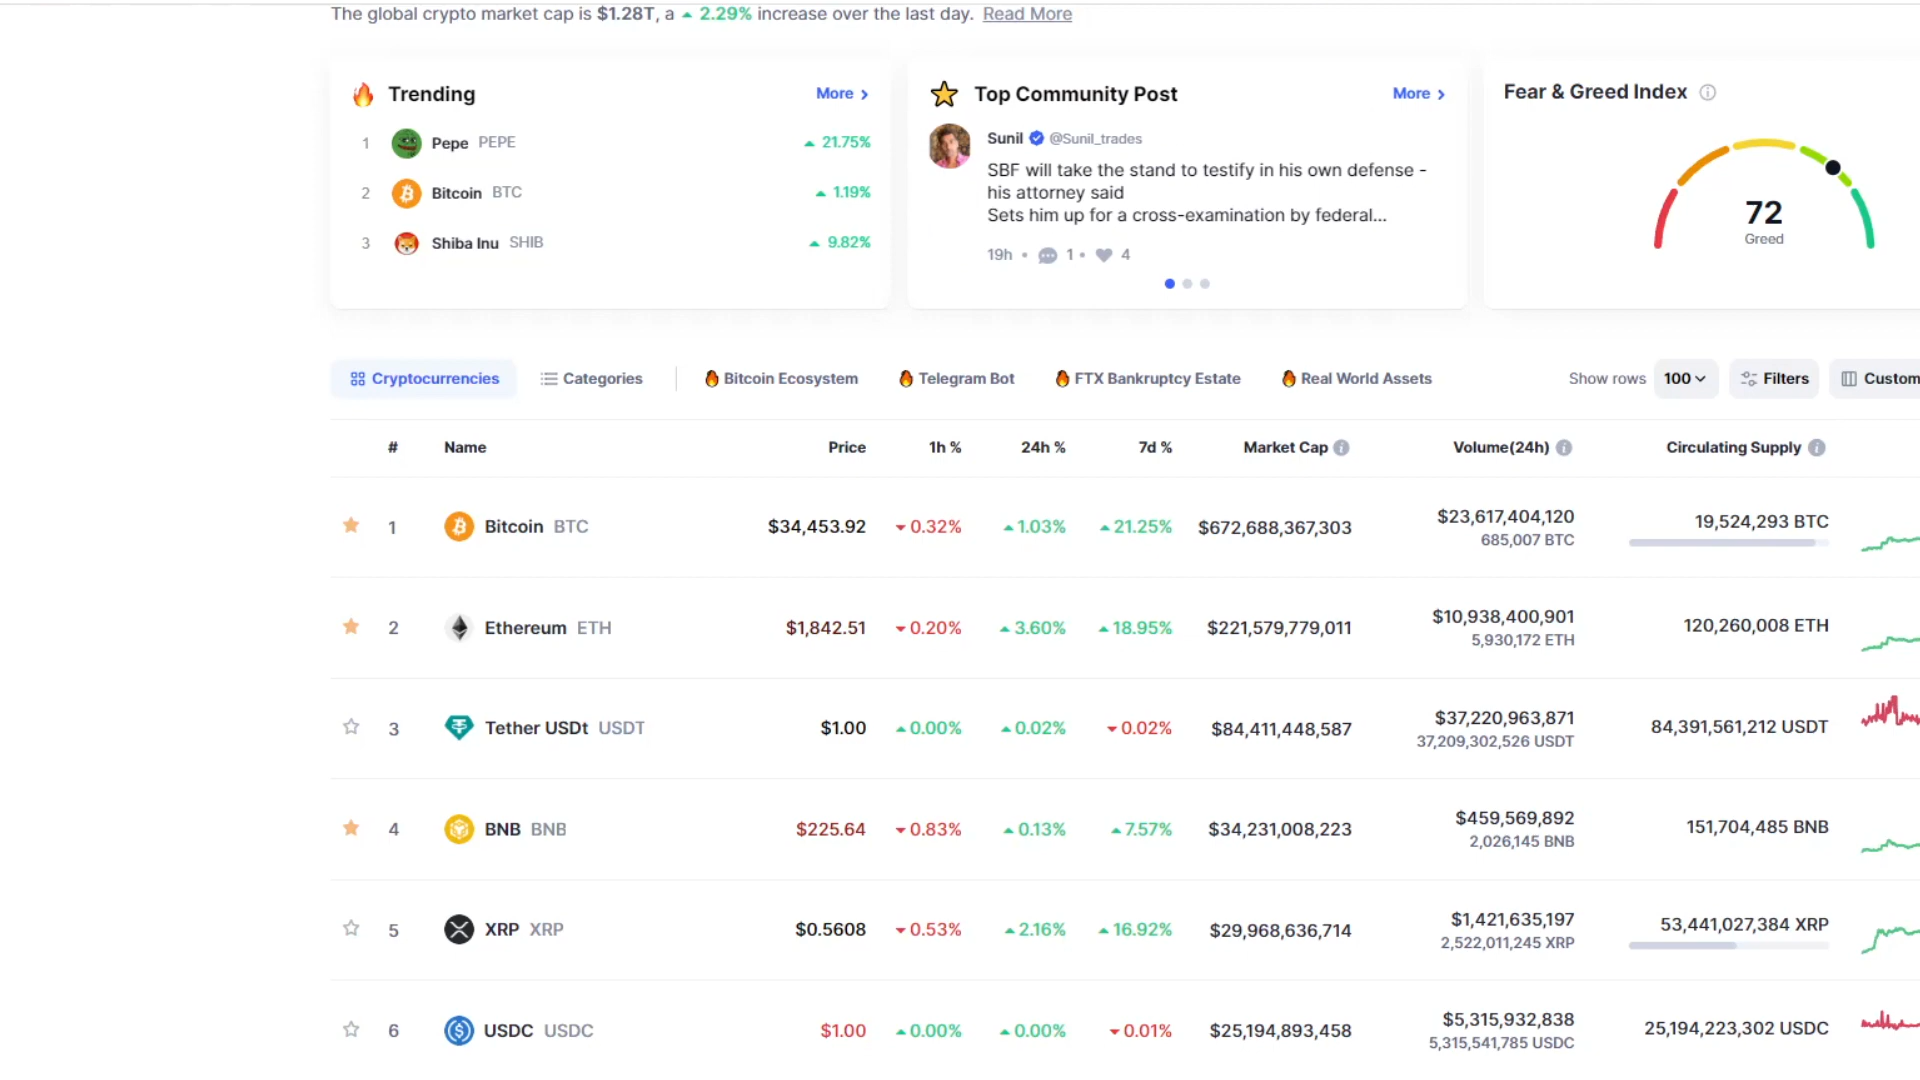 The global crypto market cap is $1.28T, a 2.29% increase over the last day. Read More
Trending
More
1 Pepe PEPE 21.75%
2 Bitcoin BTC 1.19%
3 Shiba Inu SHIB 9.82%
Top Community Post
More
Sunil @Sunil_trades
SBF will take the stand to testify in his own defense -
his attorney said
Sets him up for a cross-examination by federal...
19h • 1 • 4
Fear & Greed Index
72
Greed
Cryptocurrencies Categories Bitcoin Ecosystem Telegram Bot FTX Bankruptcy Estate Real World Assets Show rows 100 Filters Custom
# Name Price 1h % 24h % 7d % Market Cap Volume(24h) Circulating Supply
1 Bitcoin BTC $34,453.92 0.32% 1.03% 21.25% $672,688,367,303 $23,617,404,120 19,524,293 BTC
685,007 BTC
2 Ethereum ETH $1,842.51 0.20% 3.60% 18.95% $221,579,779,011 $10,938,400,901 120,260,008 ETH
5,930,172 ETH
3 Tether USDt USDT $1.00 0.00% 0.02% 0.02% $84,411,448,587 $37,220,963,871 84,391,561,212 USDT
37,209,302,526 USDT
4 BNB BNB $225.64 0.83% 0.13% 7.57% $34,231,008,223 $459,569,892 151,704,485 BNB
2,026,145 BNB
5 XRP XRP $0.5608 0.53% 2.16% 16.92% $29,968,636,714 $1,421,635,197 53,441,027,384 XRP
2,522,011,245 XRP
6 USDC USDC $1.00 0.00% 0.00% 0.01% $25,194,893,458 $5,315,932,838 25,194,223,302 USDC
5,315,541,785 USDC